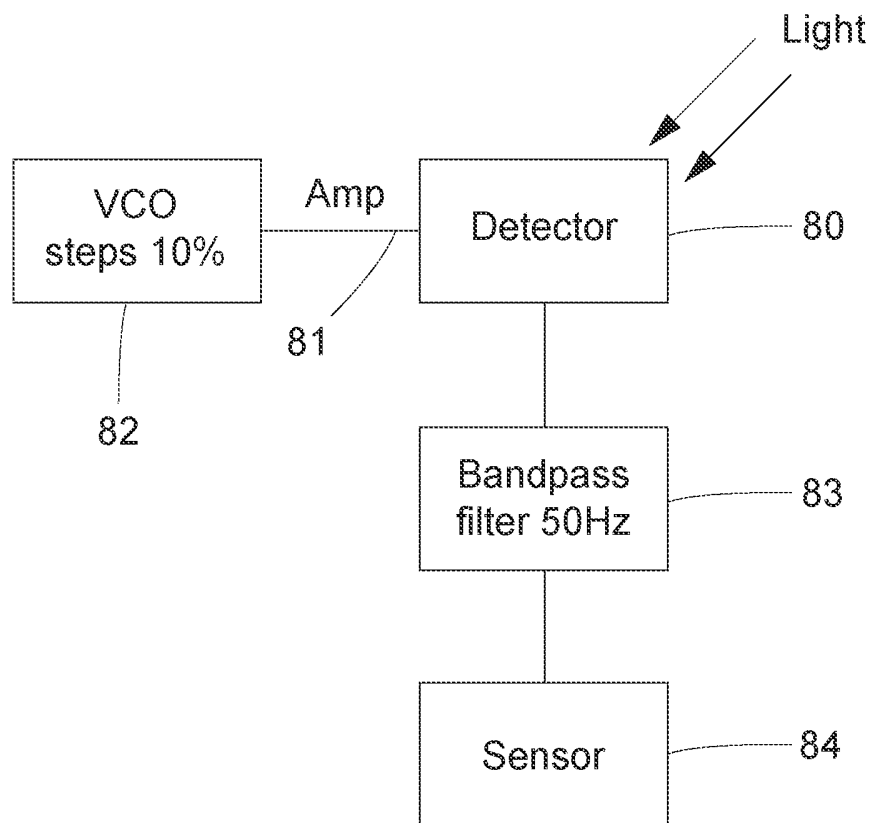 Light
VCO
steps 10%
Amp
Detector
80
81
82
Bandpass
filter 50Hz
83
Sensor
84